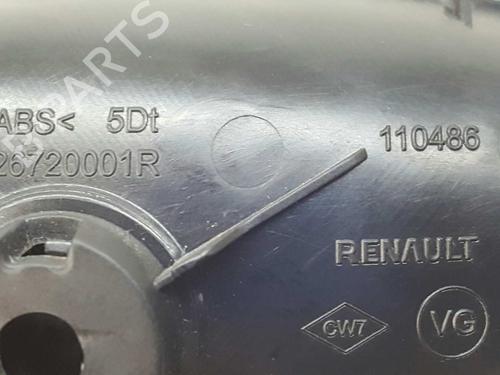 PARTS
ABS< 5Dt
26720001R
110486
RENAULT
CW7
VG